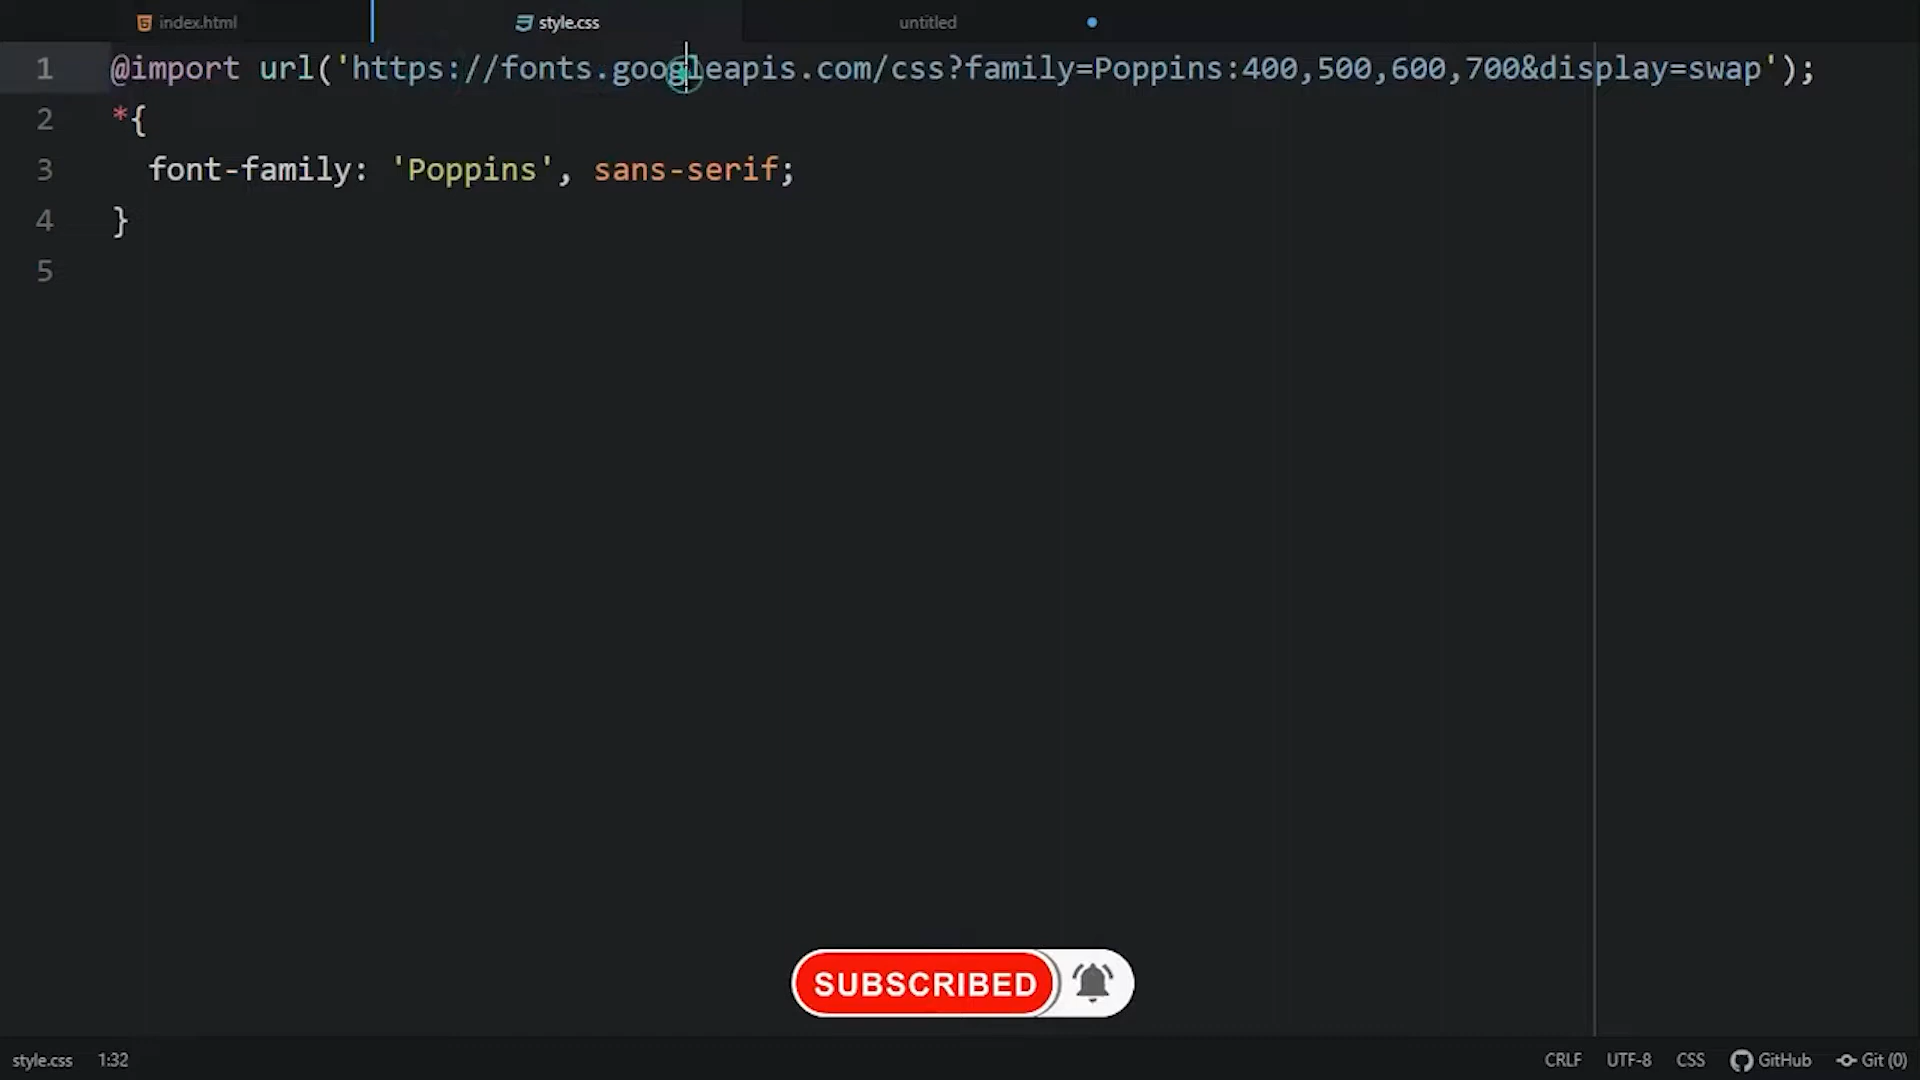 index.html
style.css
untitled
1 @import url('https://fonts.googleapis.com/css?family=Poppins:400,500,600,700&display=swap');
2 *{
3 font-family: 'Poppins', sans-serif;
4 }
5
SUBSCRIBED
style.css 1:32 CRLF UTF-8 CSS GitHub Git (0)